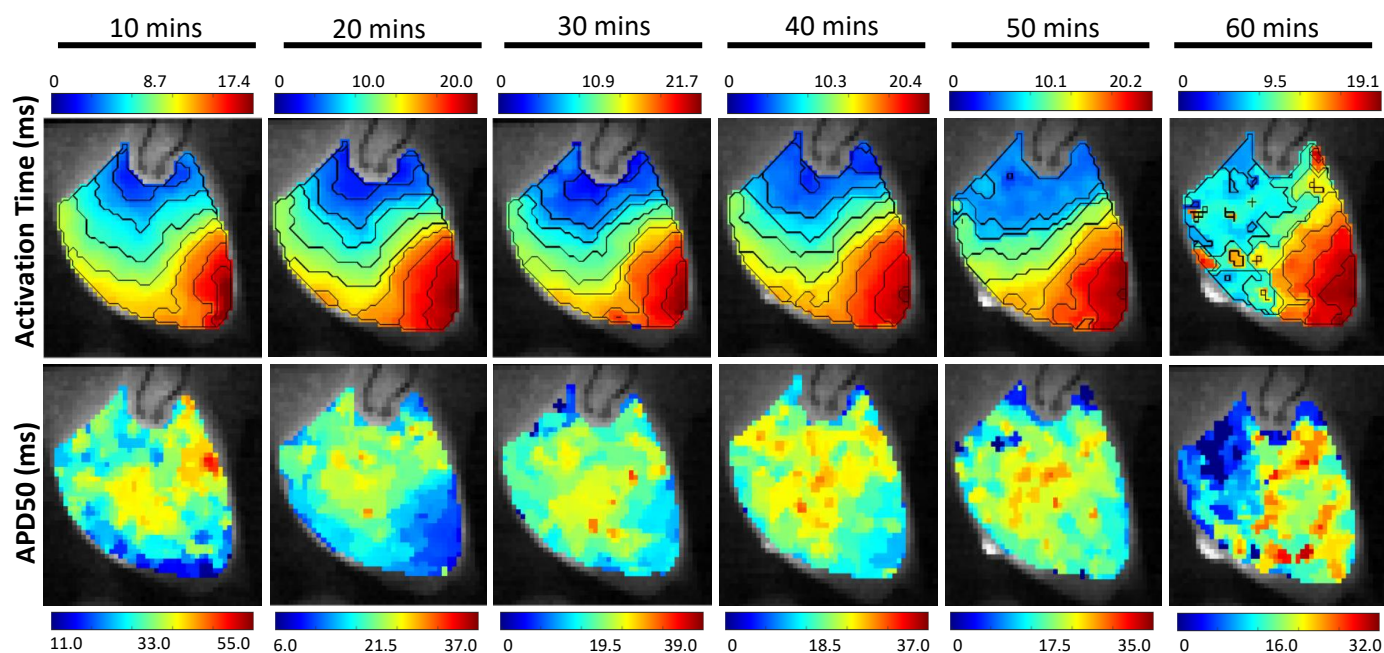 10 mins 20 mins 30 mins 40 mins 50 mins 60 mins
0 8.7 17.4 0 10.0 20.0 0 10.9 21.7 0 10.3 20.4 0 10.1 20.2 0 9.5 19.1
Activation Time (ms)
APD50 (ms)
11.0 33.0 55.0 6.0 21.5 37.0 0 19.5 39.0 0 18.5 37.0 0 17.5 35.0 0 16.0 32.0